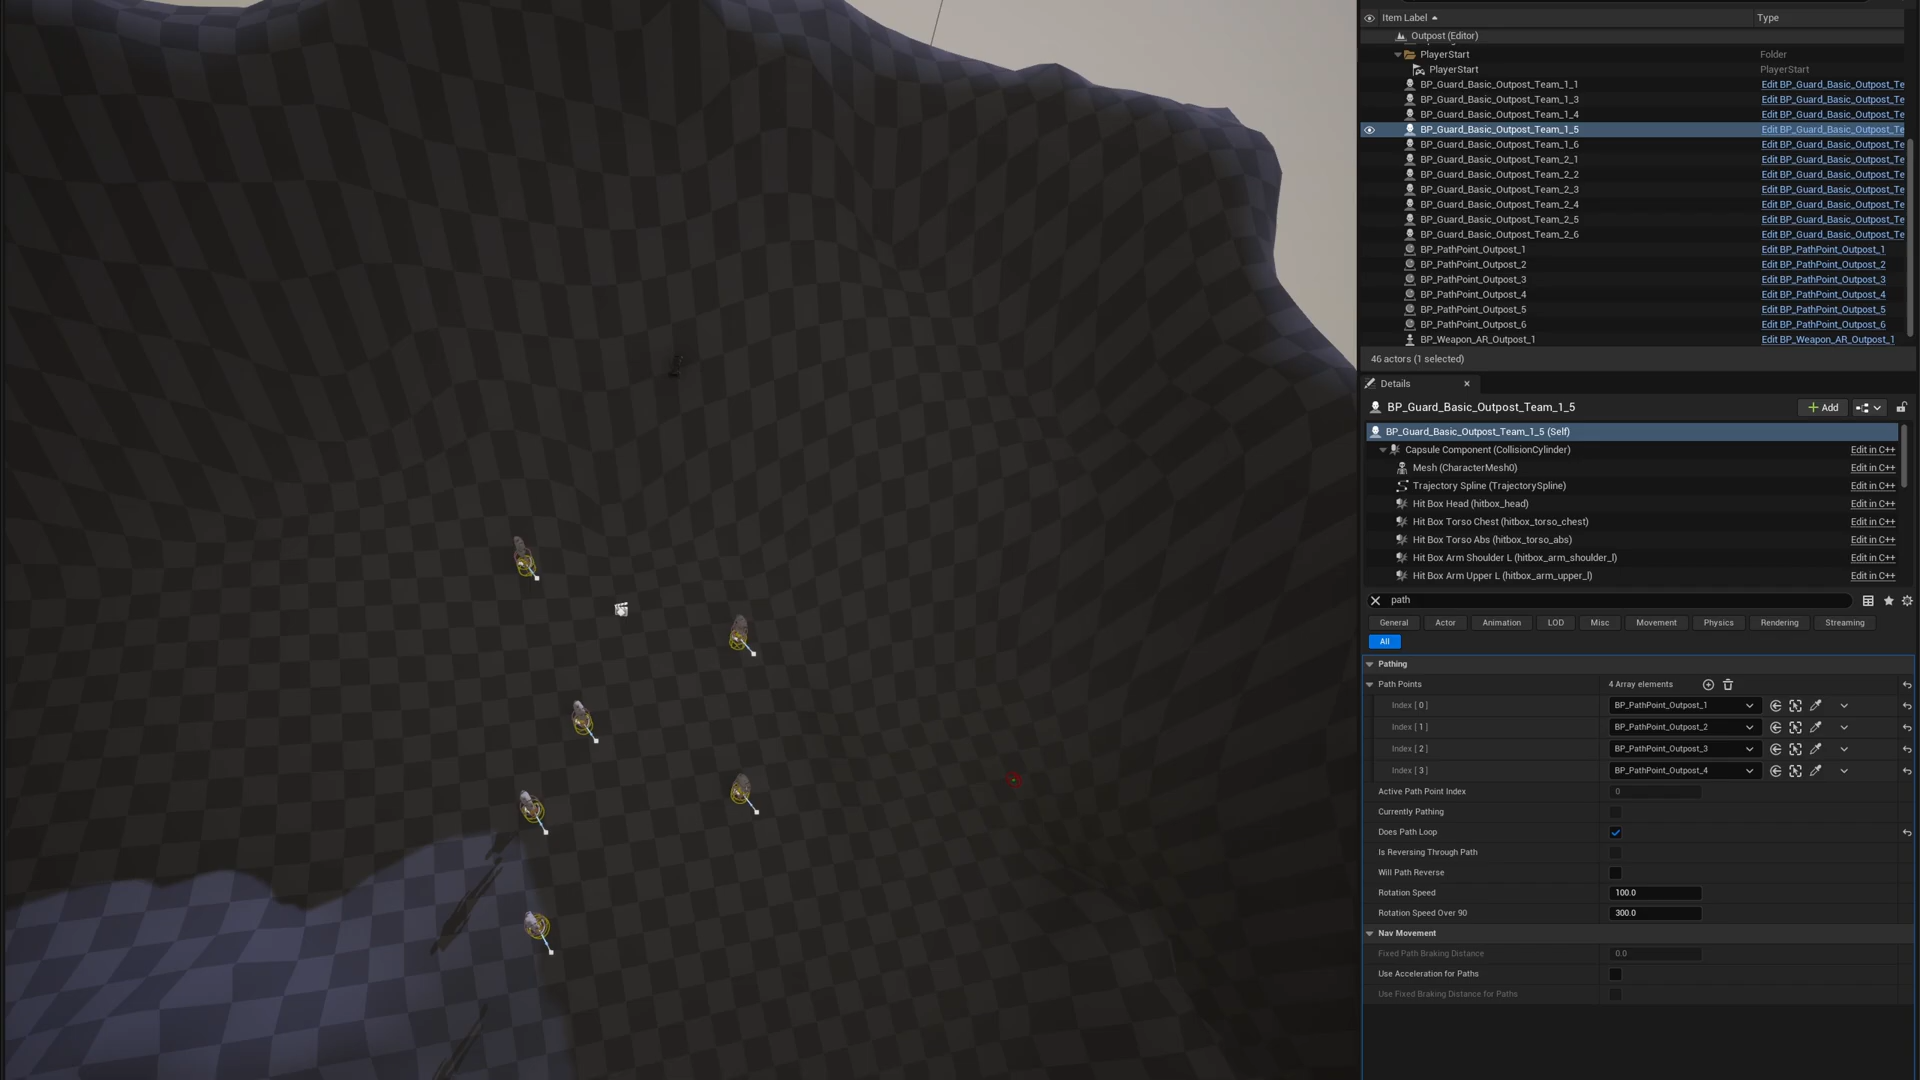 Item Label
Type
Outpost (Editor)
PlayerStart
Folder
PlayerStart
PlayerStart
BP_Guard_Basic_Outpost_Team_1_1
Edit BP_Guard_Basic_Outpost_Te
BP_Guard_Basic_Outpost_Team_1_3
Edit BP_Guard_Basic_Outpost_Te
BP_Guard_Basic_Outpost_Team_1_4
Edit BP_Guard_Basic_Outpost_Te
BP_Guard_Basic_Outpost_Team_1_5
Edit BP_Guard_Basic_Outpost_Te
BP_Guard_Basic_Outpost_Team_1_6
Edit BP_Guard_Basic_Outpost_Te
BP_Guard_Basic_Outpost_Team_2_1
Edit BP_Guard_Basic_Outpost_Te
BP_Guard_Basic_Outpost_Team_2_2
Edit BP_Guard_Basic_Outpost_Te
BP_Guard_Basic_Outpost_Team_2_3
Edit BP_Guard_Basic_Outpost_Te
BP_Guard_Basic_Outpost_Team_2_4
Edit BP_Guard_Basic_Outpost_Te
BP_Guard_Basic_Outpost_Team_2_5
Edit BP_Guard_Basic_Outpost_Te
BP_Guard_Basic_Outpost_Team_2_6
Edit BP_Guard_Basic_Outpost_Te
BP_PathPoint_Outpost_1
Edit BP_PathPoint_Outpost_1
BP_PathPoint_Outpost_2
Edit BP_PathPoint_Outpost_2
BP_PathPoint_Outpost_3
Edit BP_PathPoint_Outpost_3
BP_PathPoint_Outpost_4
Edit BP_PathPoint_Outpost_4
BP_PathPoint_Outpost_5
Edit BP_PathPoint_Outpost_5
BP_PathPoint_Outpost_6
Edit BP_PathPoint_Outpost_6
BP_Weapon_AR_Outpost_1
Edit BP_Weapon_AR_Outpost_1
46 actors (1 selected)
Details
BP_Guard_Basic_Outpost_Team_1_5
Add
BP_Guard_Basic_Outpost_Team_1_5 (Self)
Capsule Component (CollisionCylinder)
Edit in C++
Mesh (CharacterMesh0)
Edit in C++
Trajectory Spline (TrajectorySpline)
Edit in C++
Hit Box Head (hitbox_head)
Edit in C++
Hit Box Torso Chest (hitbox_torso_chest)
Edit in C++
Hit Box Torso Abs (hitbox_torso_abs)
Edit in C++
Hit Box Arm Shoulder L (hitbox_arm_shoulder_l)
Edit in C++
Hit Box Arm Upper L (hitbox_arm_upper_l)
Edit in C++
path
General
Actor
Animation
LOD
Misc
Movement
Physics
Rendering
Streaming
All
Pathing
Path Points
4 Array elements
Index [ 0 ]
BP_PathPoint_Outpost_1
Index [ 1 ]
BP_PathPoint_Outpost_2
Index [ 2 ]
BP_PathPoint_Outpost_3
Index [ 3 ]
BP_PathPoint_Outpost_4
Active Path Point Index
0
Currently Pathing
Does Path Loop
Is Reversing Through Path
Will Path Reverse
Rotation Speed
100.0
Rotation Speed Over 90
300.0
Nav Movement
Fixed Path Braking Distance
0.0
Use Acceleration for Paths
Use Fixed Braking Distance for Paths